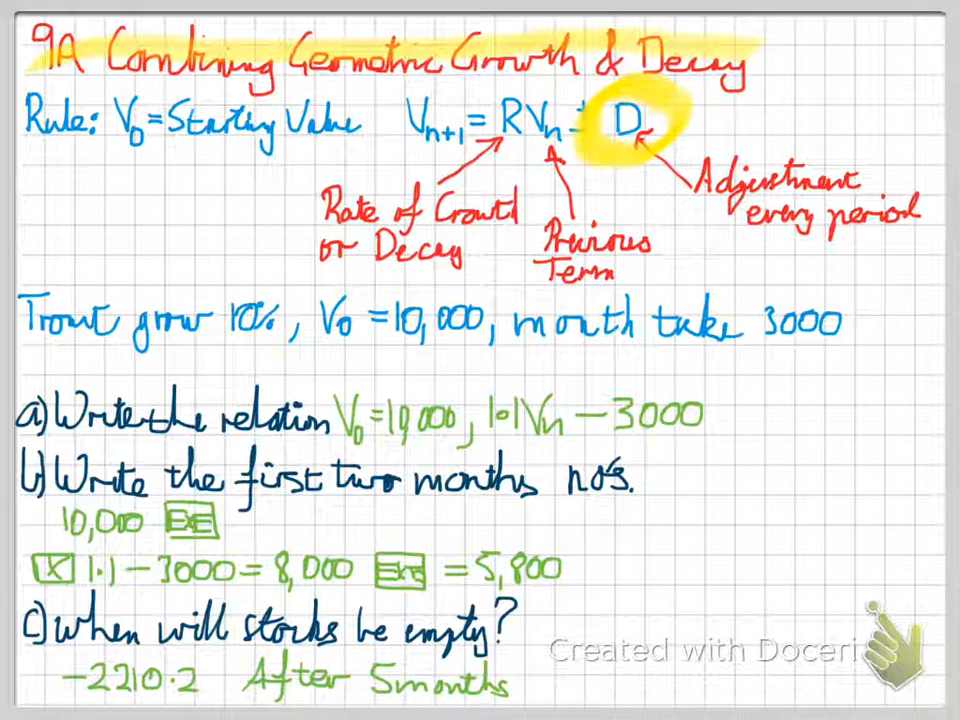 9A Combining Geometric Growth & Decay
Rule: V₀ = Starting Value Vₙ₊₁ = RVₙ ± D
Adjustment
every period
Rate of Growth
or Decay
Previous
Term
Trout grow 10%, V₀ = 10,000, month take 3000
a) Write the relation V₀ = 10,000, 1·1Vₙ − 3000
b) Write the first two months no's.
10,000
× 1·1 − 3000 = 8,000 = 5,800
c) When will stocks be empty?
Created with Doceri
−2210·2 After 5 months